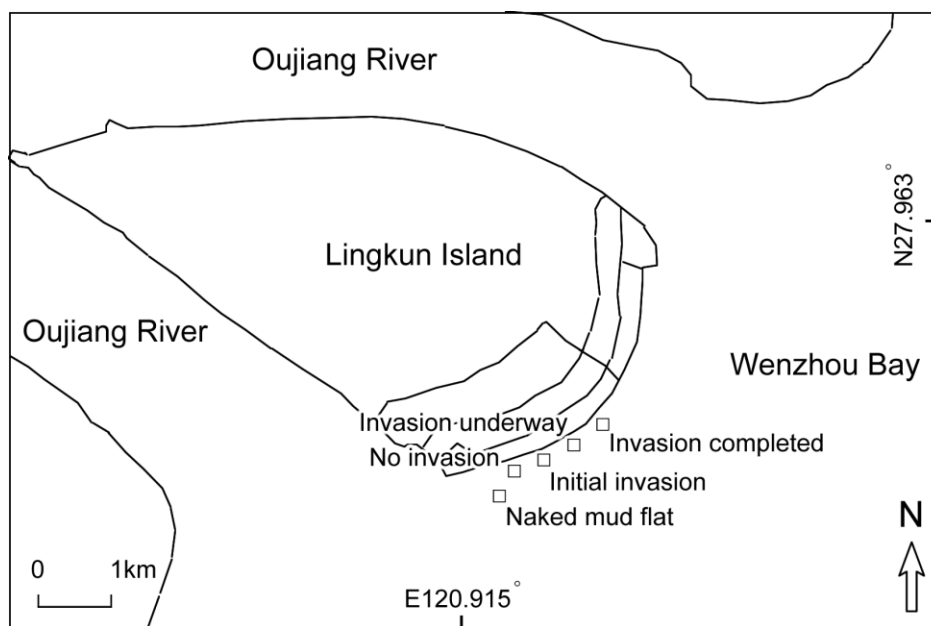 Oujiang River
N27.963°
Lingkun Island
Oujiang River
Wenzhou Bay
Invasion underway
Invasion completed
No invasion
Initial invasion
Naked mud flat
N
0 1km
E120.915°